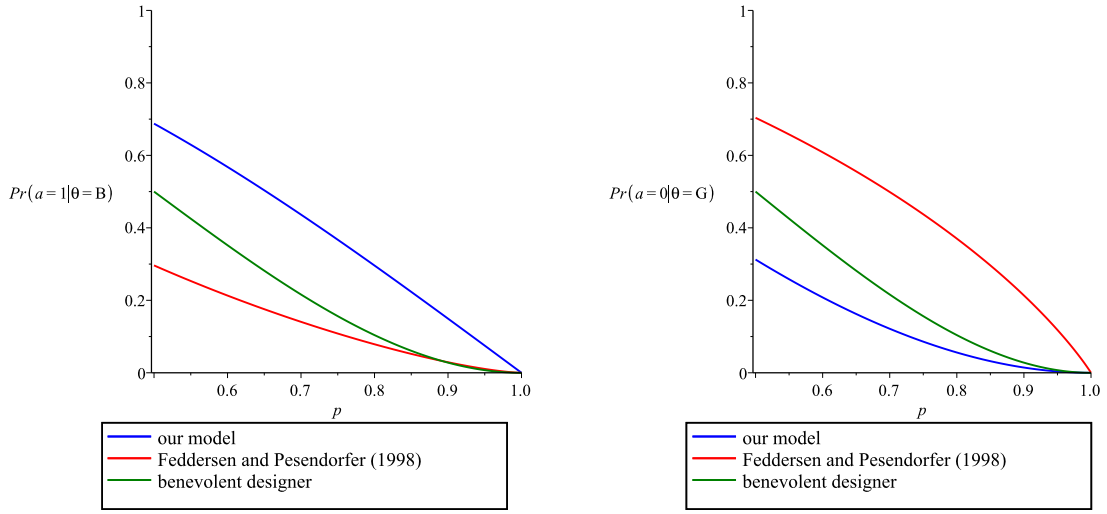 1
0.8
0.6
Pr(a = 1|θ = B)
0.4
0.2
0
0.6 0.7 0.8 0.9 1.0
p
our model
Feddersen and Pesendorfer (1998)
benevolent designer
1
0.8
0.6
Pr(a = 0|θ = G)
0.4
0.2
0
0.6 0.7 0.8 0.9 1.0
p
our model
Feddersen and Pesendorfer (1998)
benevolent designer